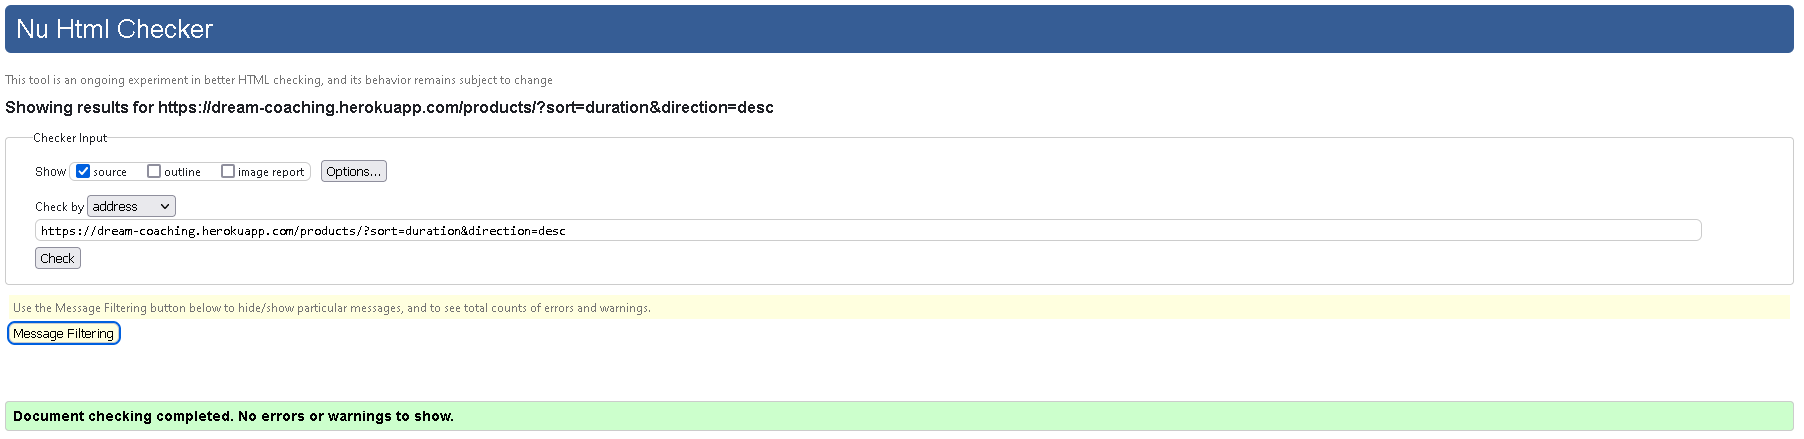 Nu Html Checker
This tool is an ongoing experiment in better HTML checking, and its behavior remains subject to change
Showing results for https://dream-coaching.herokuapp.com/products/?sort=duration&direction=desc
Checker Input
Show source outline image report Options...
Check by address
https://dream-coaching.herokuapp.com/products/?sort=duration&direction=desc
Check
Use the Message Filtering button below to hide/show particular messages, and to see total counts of errors and warnings.
Message Filtering
Document checking completed. No errors or warnings to show.